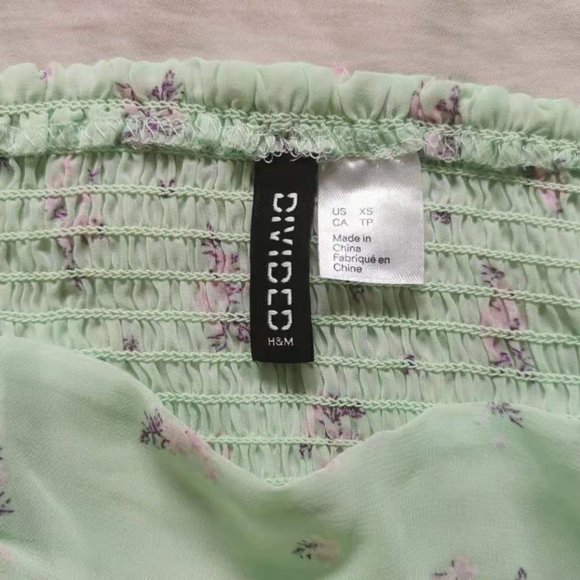 DIVIDED
H&M
US XS
CA TP
Made in
China
Fabriqué en
Chine